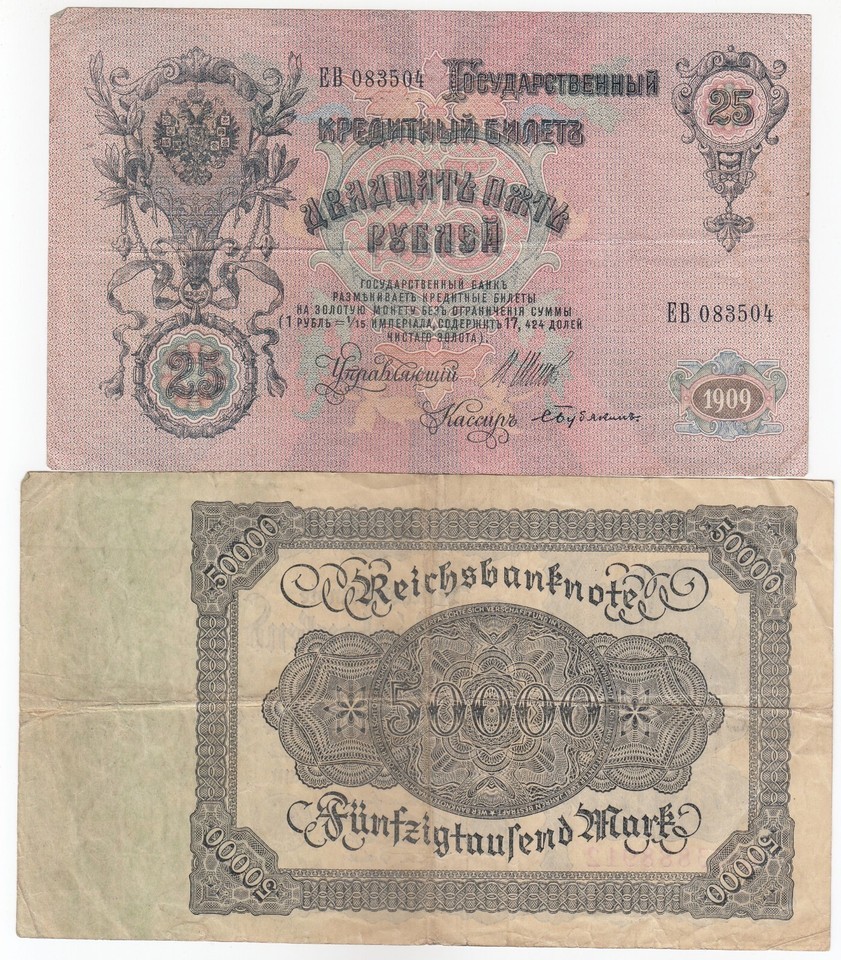 ЕВ 083504 Государственный
25
кредитный билетъ
двадцать пять
рублей
25
ГОСУДАРСТВЕННЫЙ БАНКЪ
РАЗМѢНИВАЕТЪ КРЕДИТНЫЕ БИЛЕТЫ
НА ЗОЛОТУЮ МОНЕТУ БЕЗЪ ОГРАНИЧЕНІЯ СУММЫ
(1 РУБЛЬ = 1/15 ИМПЕРІАЛА, СОДЕРЖИТЪ 17,424 ДОЛЕЙ
ЧИСТАГО ЗОЛОТА).
ЕВ 083504
25
Управляющій
Кассиръ
1909
50000
50000
Reichsbanknote
50000
Fünfzigtausend Mark
50000
50000